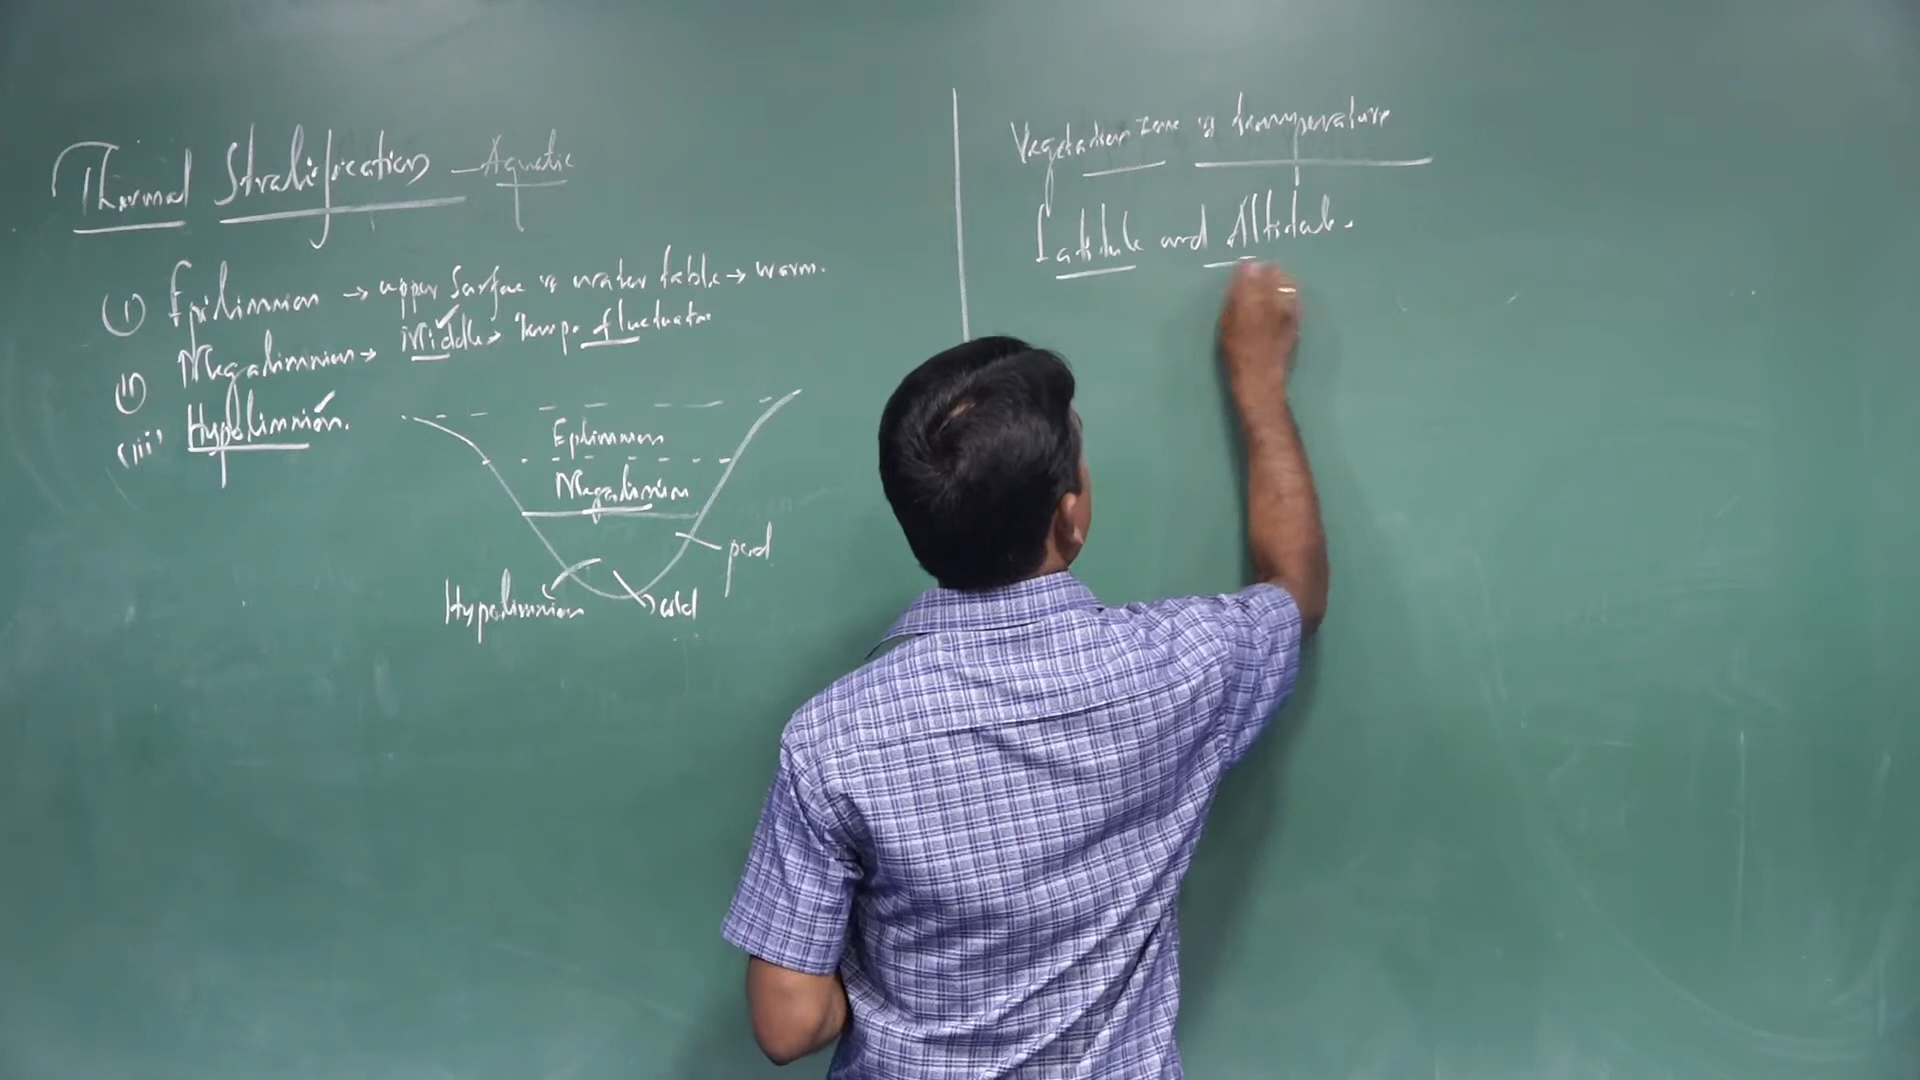 Thermal Stratification - Aquatic
(i) Epilimnion → upper surface of water table → warm.
(ii) Megalimnion → Middle → temp. fluctuates
(iii) Hypolimnion.
Epilimnion
Megalimnion
pond
Hypolimnion
cold
Vegetation zone of temperature
Latitude and Altitude.